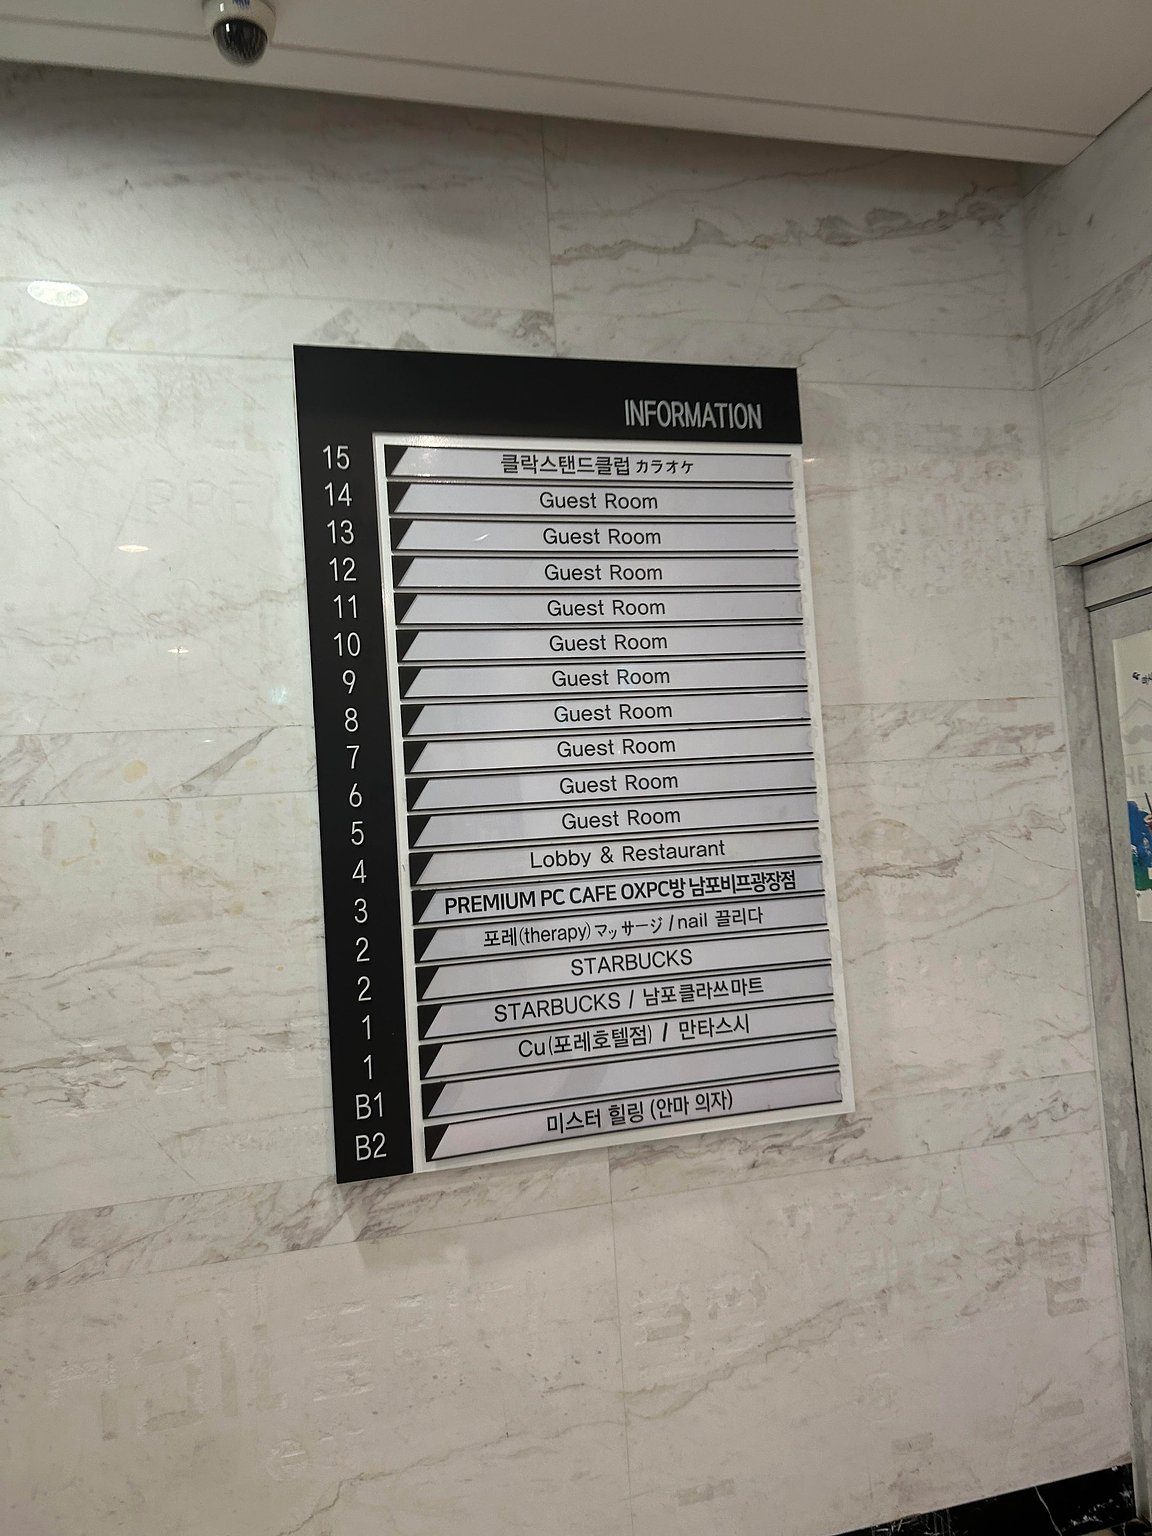 INFORMATION
15 클락스탠드클럽 カラオケ
14 Guest Room
13 Guest Room
12 Guest Room
11 Guest Room
10 Guest Room
9 Guest Room
8 Guest Room
7 Guest Room
6 Guest Room
5 Guest Room
4 Lobby & Restaurant
3 PREMIUM PC CAFE OXPC방 남포비프광장점
2 포레(therapy) マッサージ / nail 끌리다
2 STARBUCKS
1 STARBUCKS / 남포클라쓰마트
1 Cu(포레호텔점) / 만타스시
B1
B2 미스터 힐링 (안마 의자)